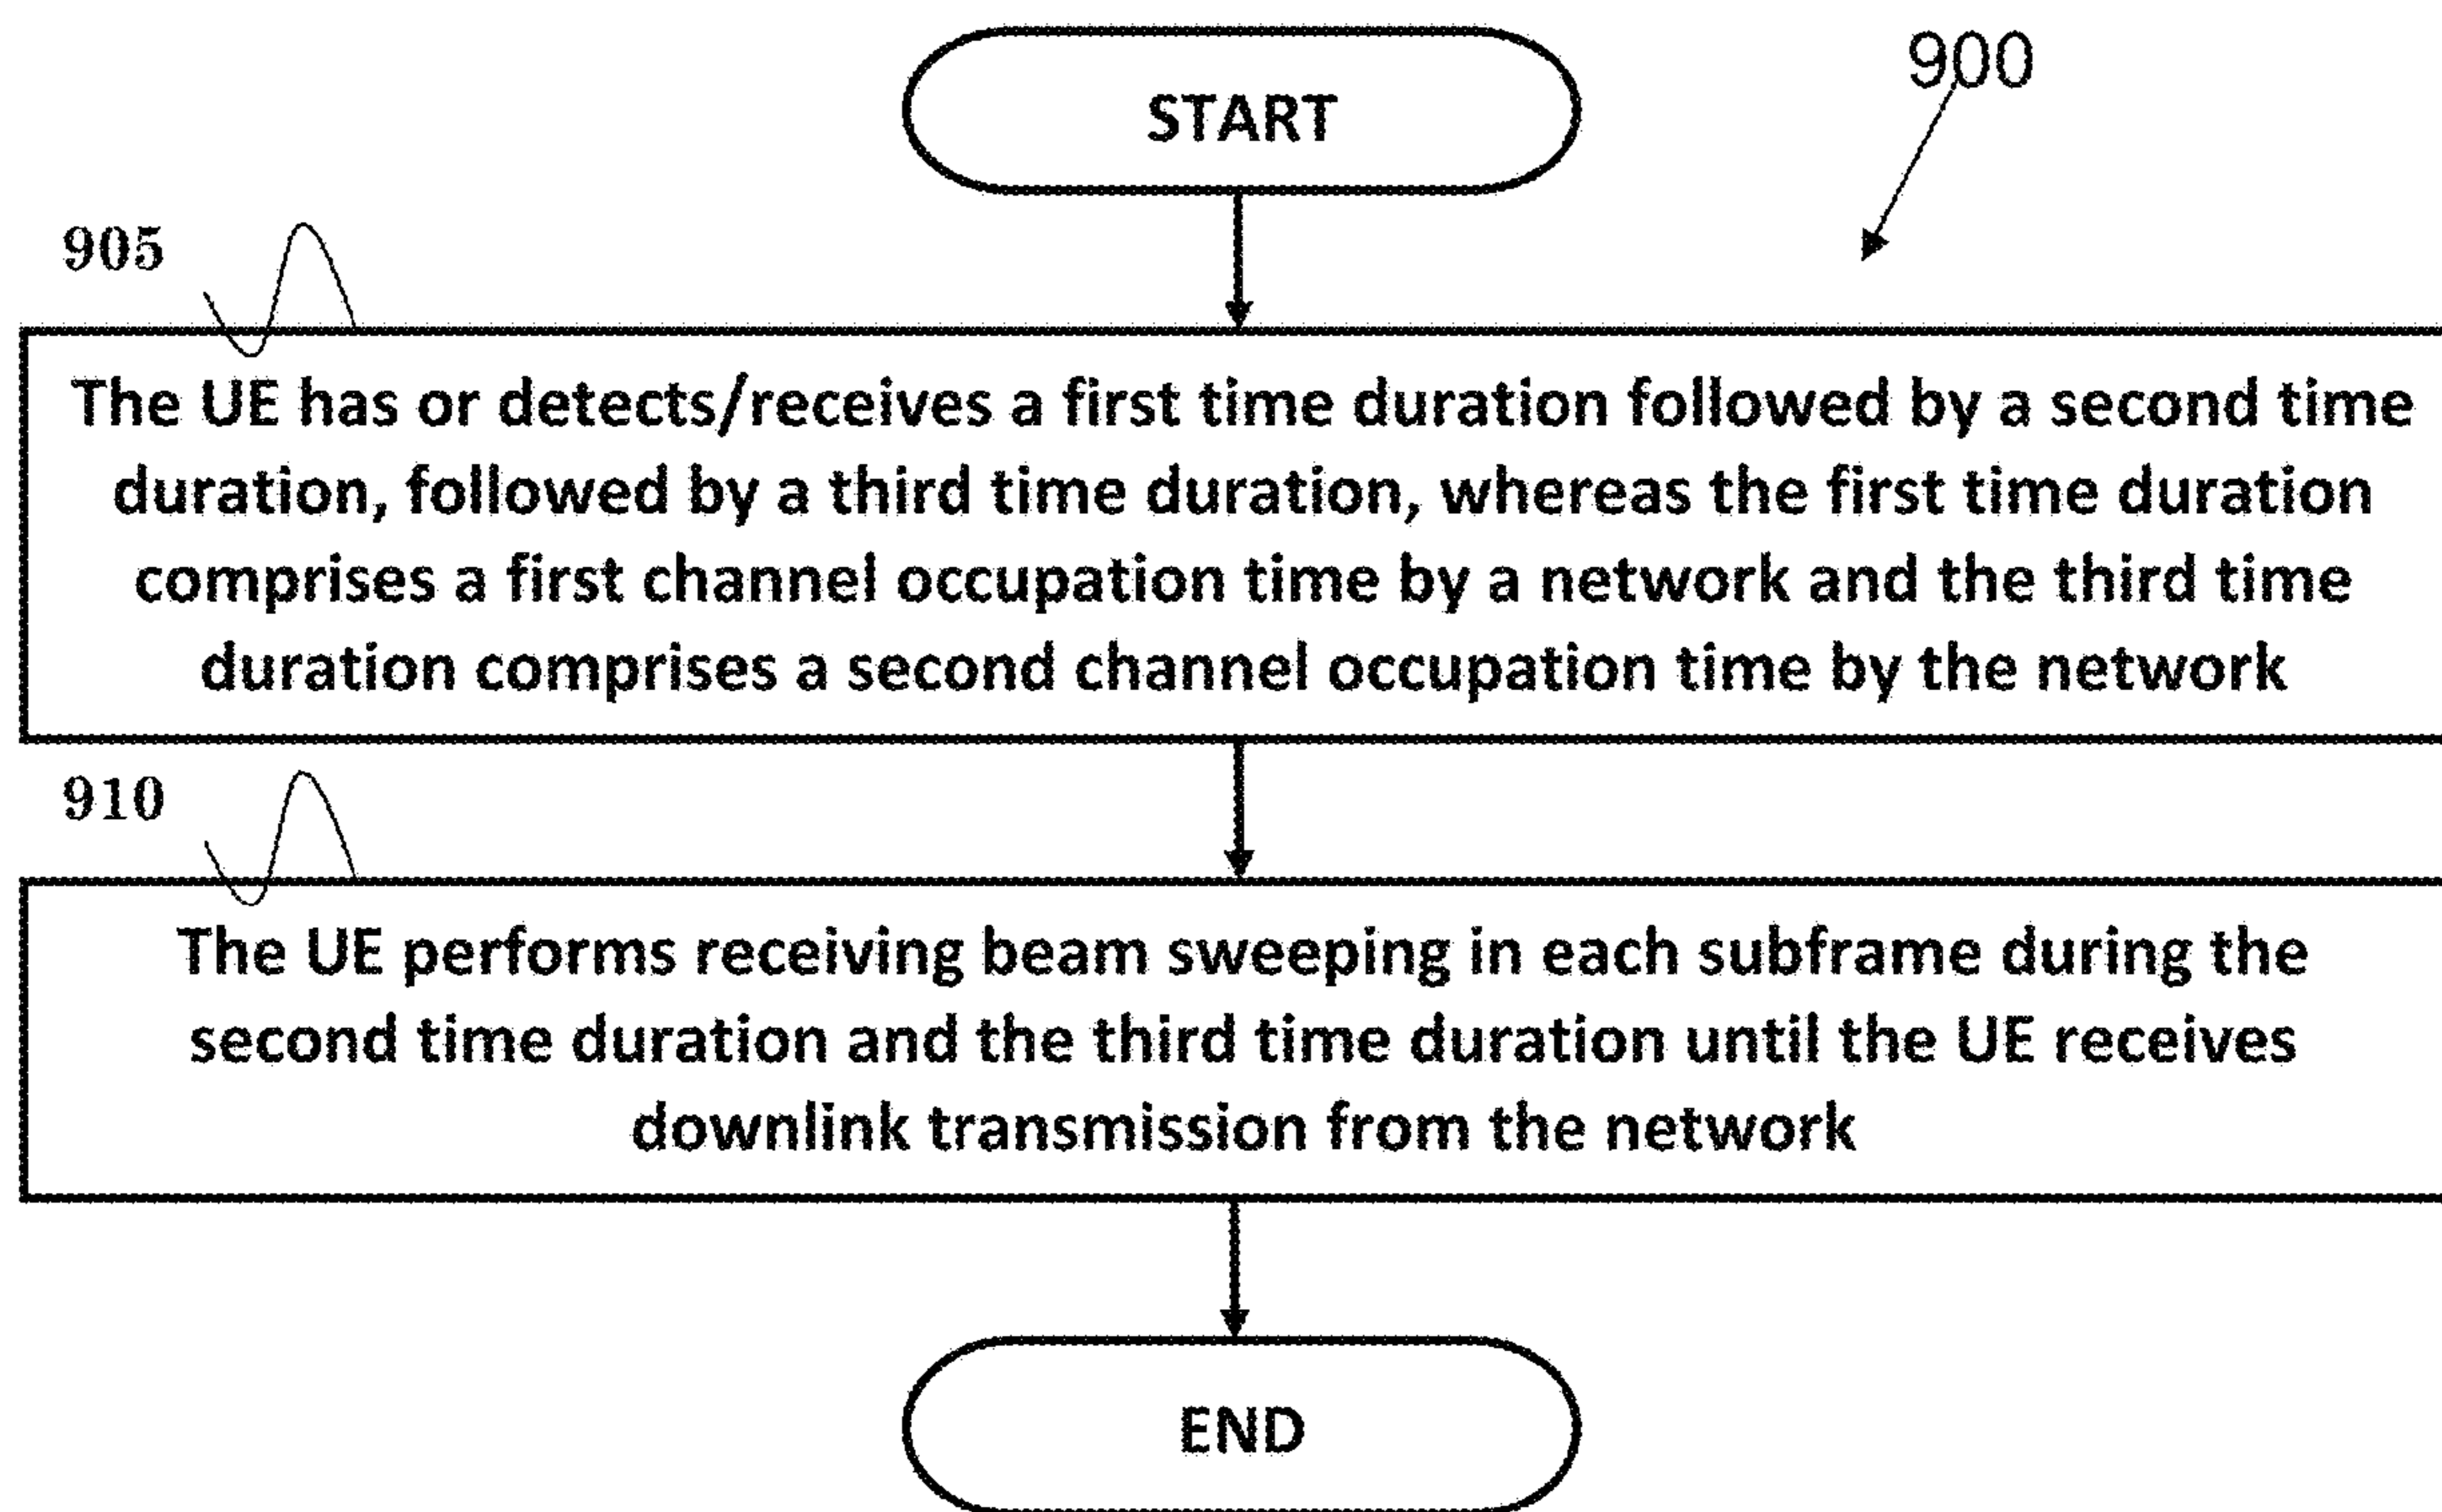 START
900
905
The UE has or detects/receives a first time duration followed by a second time
duration, followed by a third time duration, whereas the first time duration
comprises a first channel occupation time by a network and the third time
duration comprises a second channel occupation time by the network
910
The UE performs receiving beam sweeping in each subframe during the
second time duration and the third time duration until the UE receives
downlink transmission from the network
END